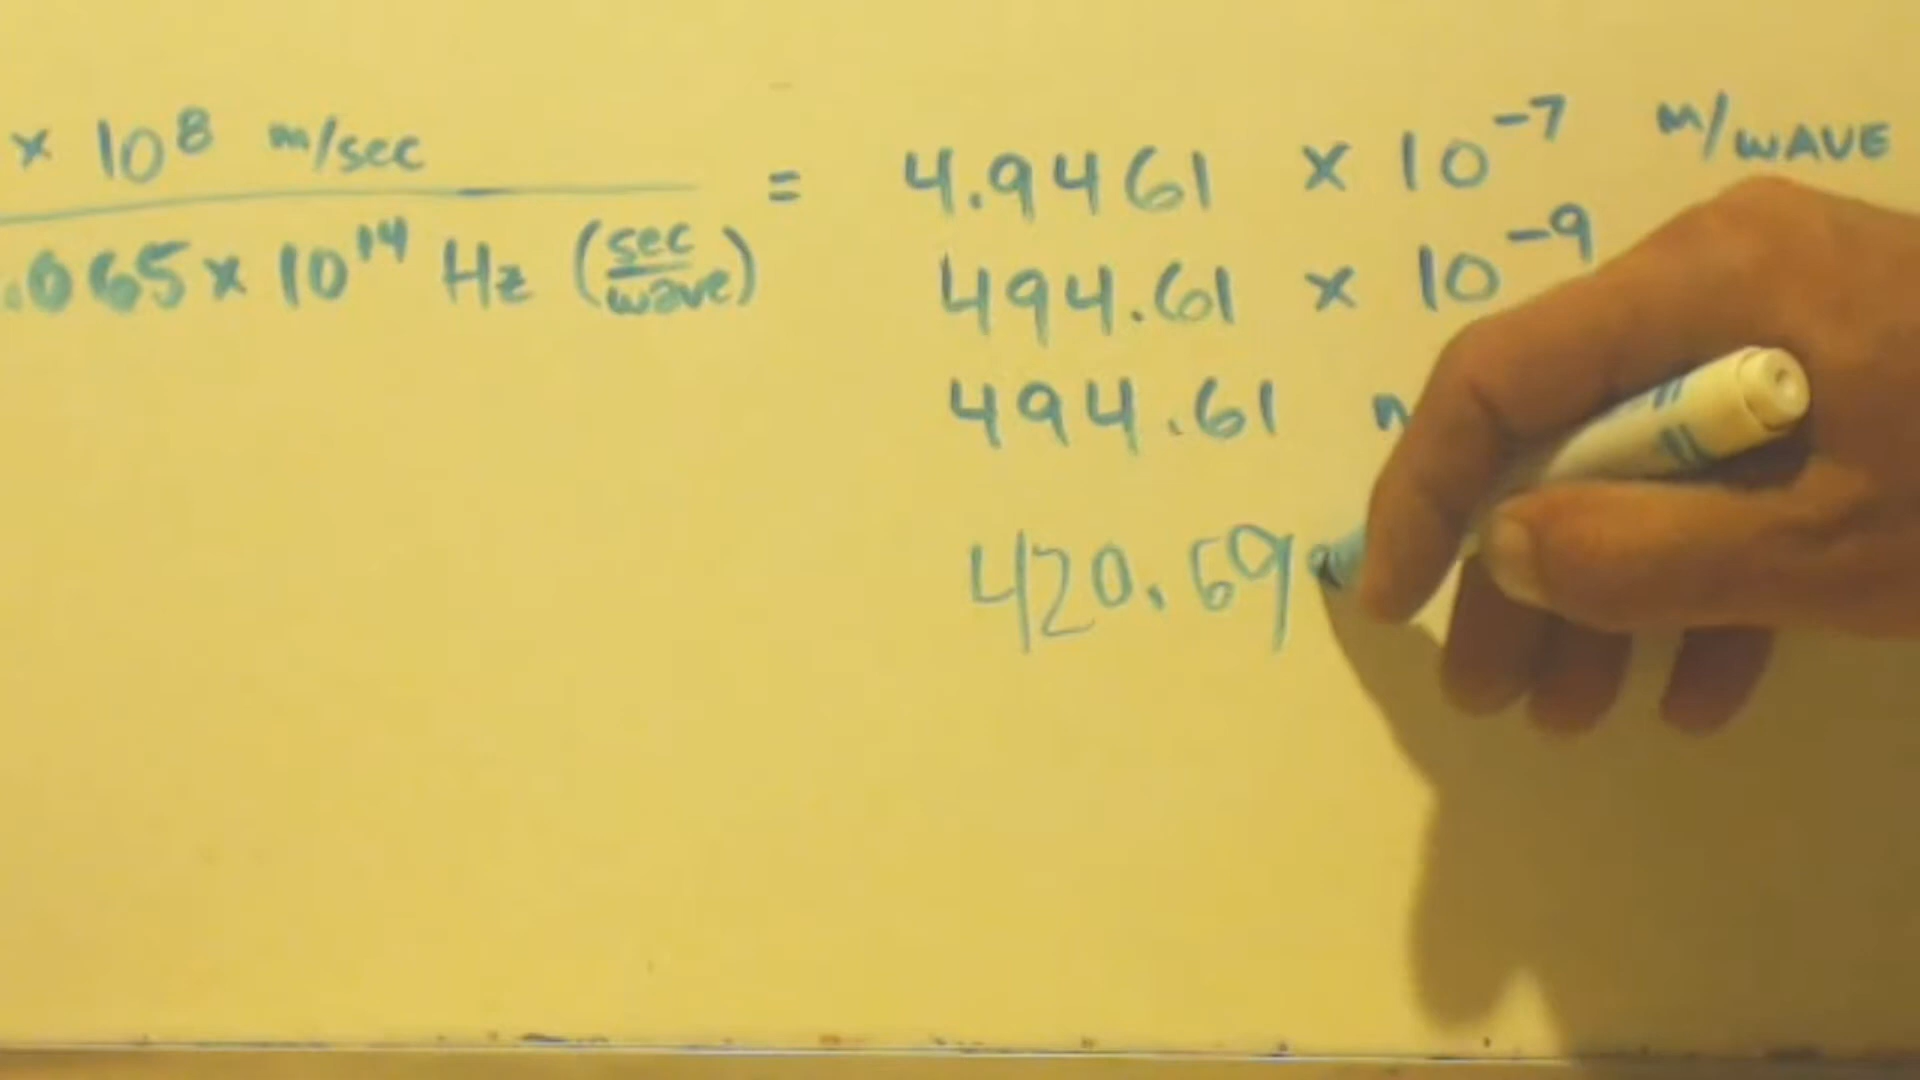 x 10⁸ m/sec
.065 x 10¹⁴ Hz (sec/wave)
= 4.9461 x 10⁻⁷ m/WAVE
494.61 x 10⁻⁹
494.61
420.69